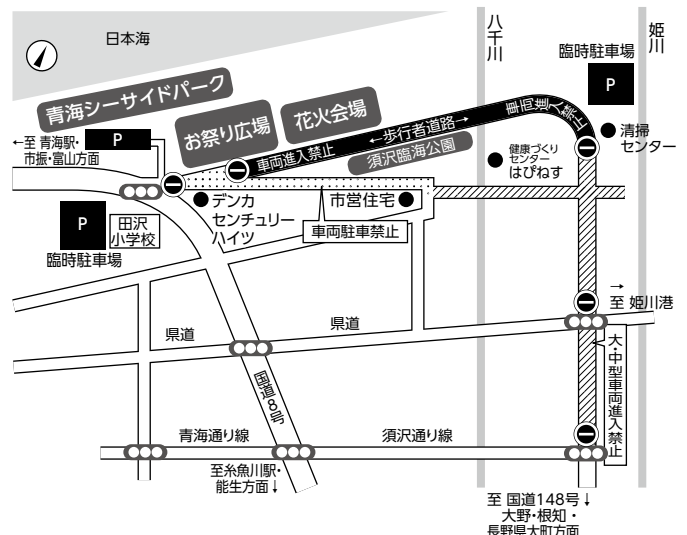 日本海
八千川
姫川
臨時駐車場
P
青海シーサイドパーク
お祭り広場
花火会場
車両進入禁止
←歩行者道路→
車両進入禁止
須沢臨海公園
清掃
センター
健康づくり
センター
はぴねす
←至 青海駅・
市振・富山方面
P
デンカ
センチュリー
ハイツ
市営住宅
車両駐車禁止
P
田沢
小学校
臨時駐車場
→
至 姫川港
県道
県道
国道8号
大・中型車両進入禁止
青海通り線
須沢通り線
至糸魚川駅・
能生方面↓
至 国道148号↓
大野・根知・
長野県大町方面